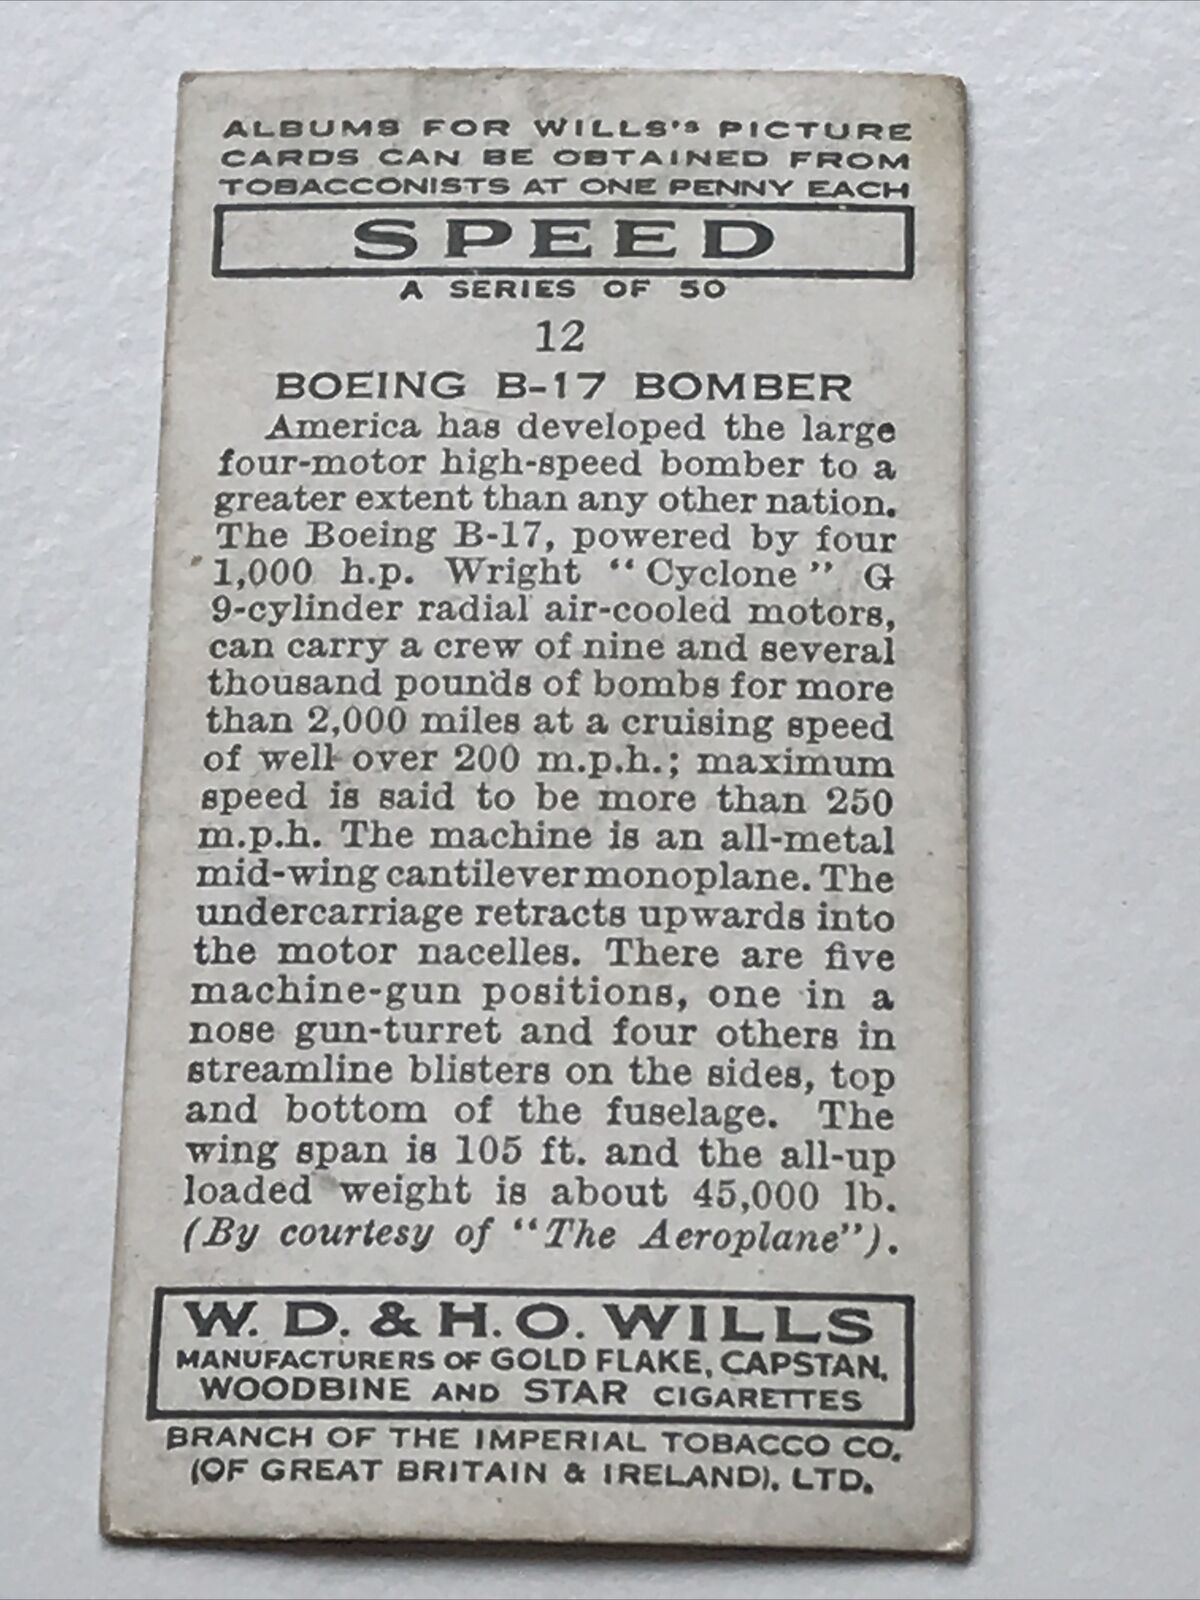 ALBUMS FOR WILLS'S PICTURE
CARDS CAN BE OBTAINED FROM
TOBACCONISTS AT ONE PENNY EACH
SPEED
A SERIES OF 50
12
BOEING B-17 BOMBER
America has developed the large
four-motor high-speed bomber to a
greater extent than any other nation.
The Boeing B-17, powered by four
1,000 h.p. Wright "Cyclone" G
9-cylinder radial air-cooled motors,
can carry a crew of nine and several
thousand pounds of bombs for more
than 2,000 miles at a cruising speed
of well over 200 m.p.h.; maximum
speed is said to be more than 250
m.p.h. The machine is an all-metal
mid-wing cantilever monoplane. The
undercarriage retracts upwards into
the motor nacelles. There are five
machine-gun positions, one in a
nose gun-turret and four others in
streamline blisters on the sides, top
and bottom of the fuselage. The
wing span is 105 ft. and the all-up
loaded weight is about 45,000 lb.
(By courtesy of "The Aeroplane").
W. D. & H. O. WILLS
MANUFACTURERS OF GOLD FLAKE, CAPSTAN,
WOODBINE AND STAR CIGARETTES
BRANCH OF THE IMPERIAL TOBACCO CO.
(OF GREAT BRITAIN & IRELAND), LTD.